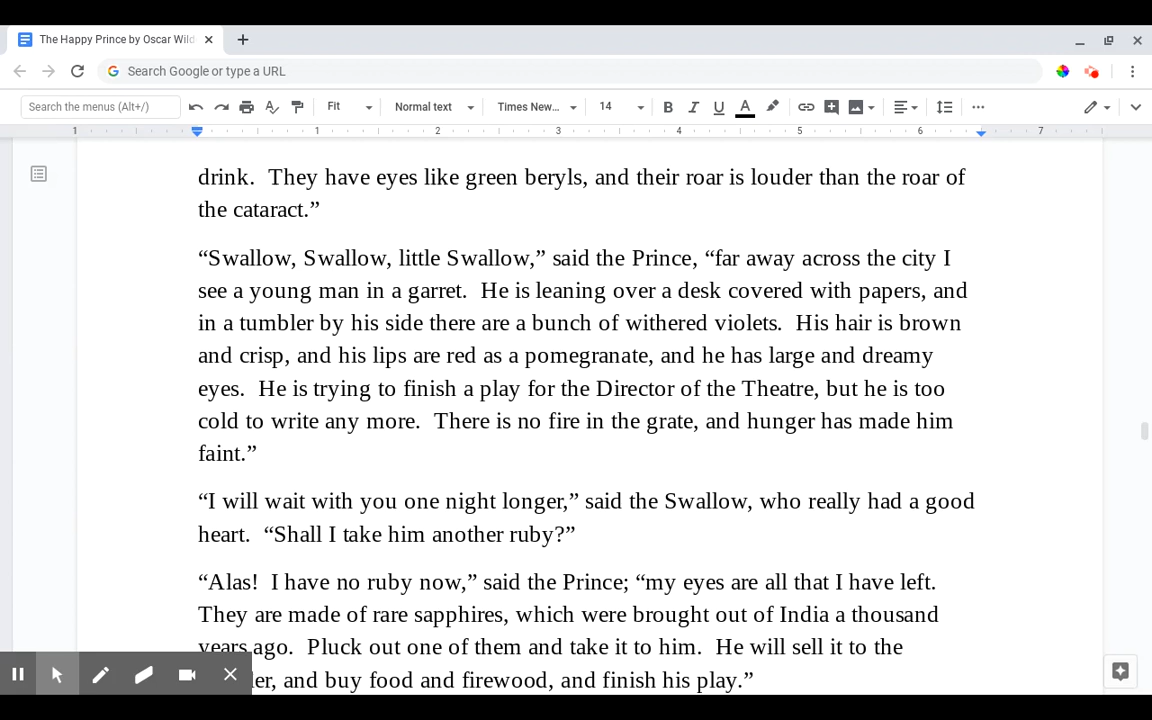 The Happy Prince by Oscar Wild
Search Google or type a URL
Search the menus (Alt+/)
Fit
Normal text
Times New...
14
B I U A
1 1 2 3 4 5 6 7
drink.  They have eyes like green beryls, and their roar is louder than the roar of
the cataract.”
“Swallow, Swallow, little Swallow,” said the Prince, “far away across the city I
see a young man in a garret.  He is leaning over a desk covered with papers, and
in a tumbler by his side there are a bunch of withered violets.  His hair is brown
and crisp, and his lips are red as a pomegranate, and he has large and dreamy
eyes.  He is trying to finish a play for the Director of the Theatre, but he is too
cold to write any more.  There is no fire in the grate, and hunger has made him
faint.”
“I will wait with you one night longer,” said the Swallow, who really had a good
heart.  “Shall I take him another ruby?”
“Alas!  I have no ruby now,” said the Prince; “my eyes are all that I have left.
They are made of rare sapphires, which were brought out of India a thousand
years ago.  Pluck out one of them and take it to him.  He will sell it to the
ler, and buy food and firewood, and finish his play.”